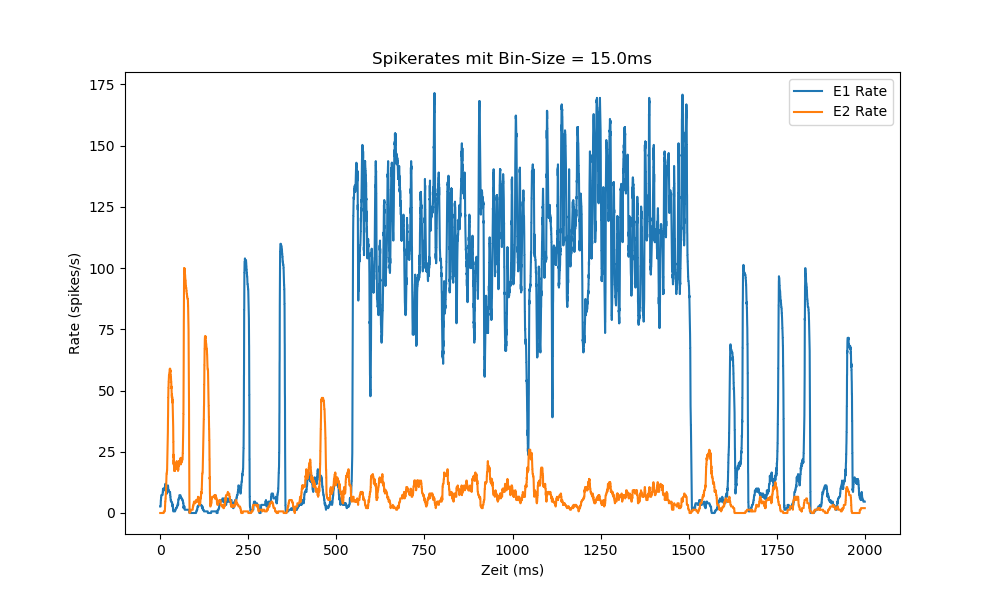 Spikerates mit Bin-Size = 15.0ms
E1 Rate
E2 Rate
Rate (spikes/s)
175
150
125
100
75
50
25
0
0 250 500 750 1000 1250 1500 1750 2000
Zeit (ms)